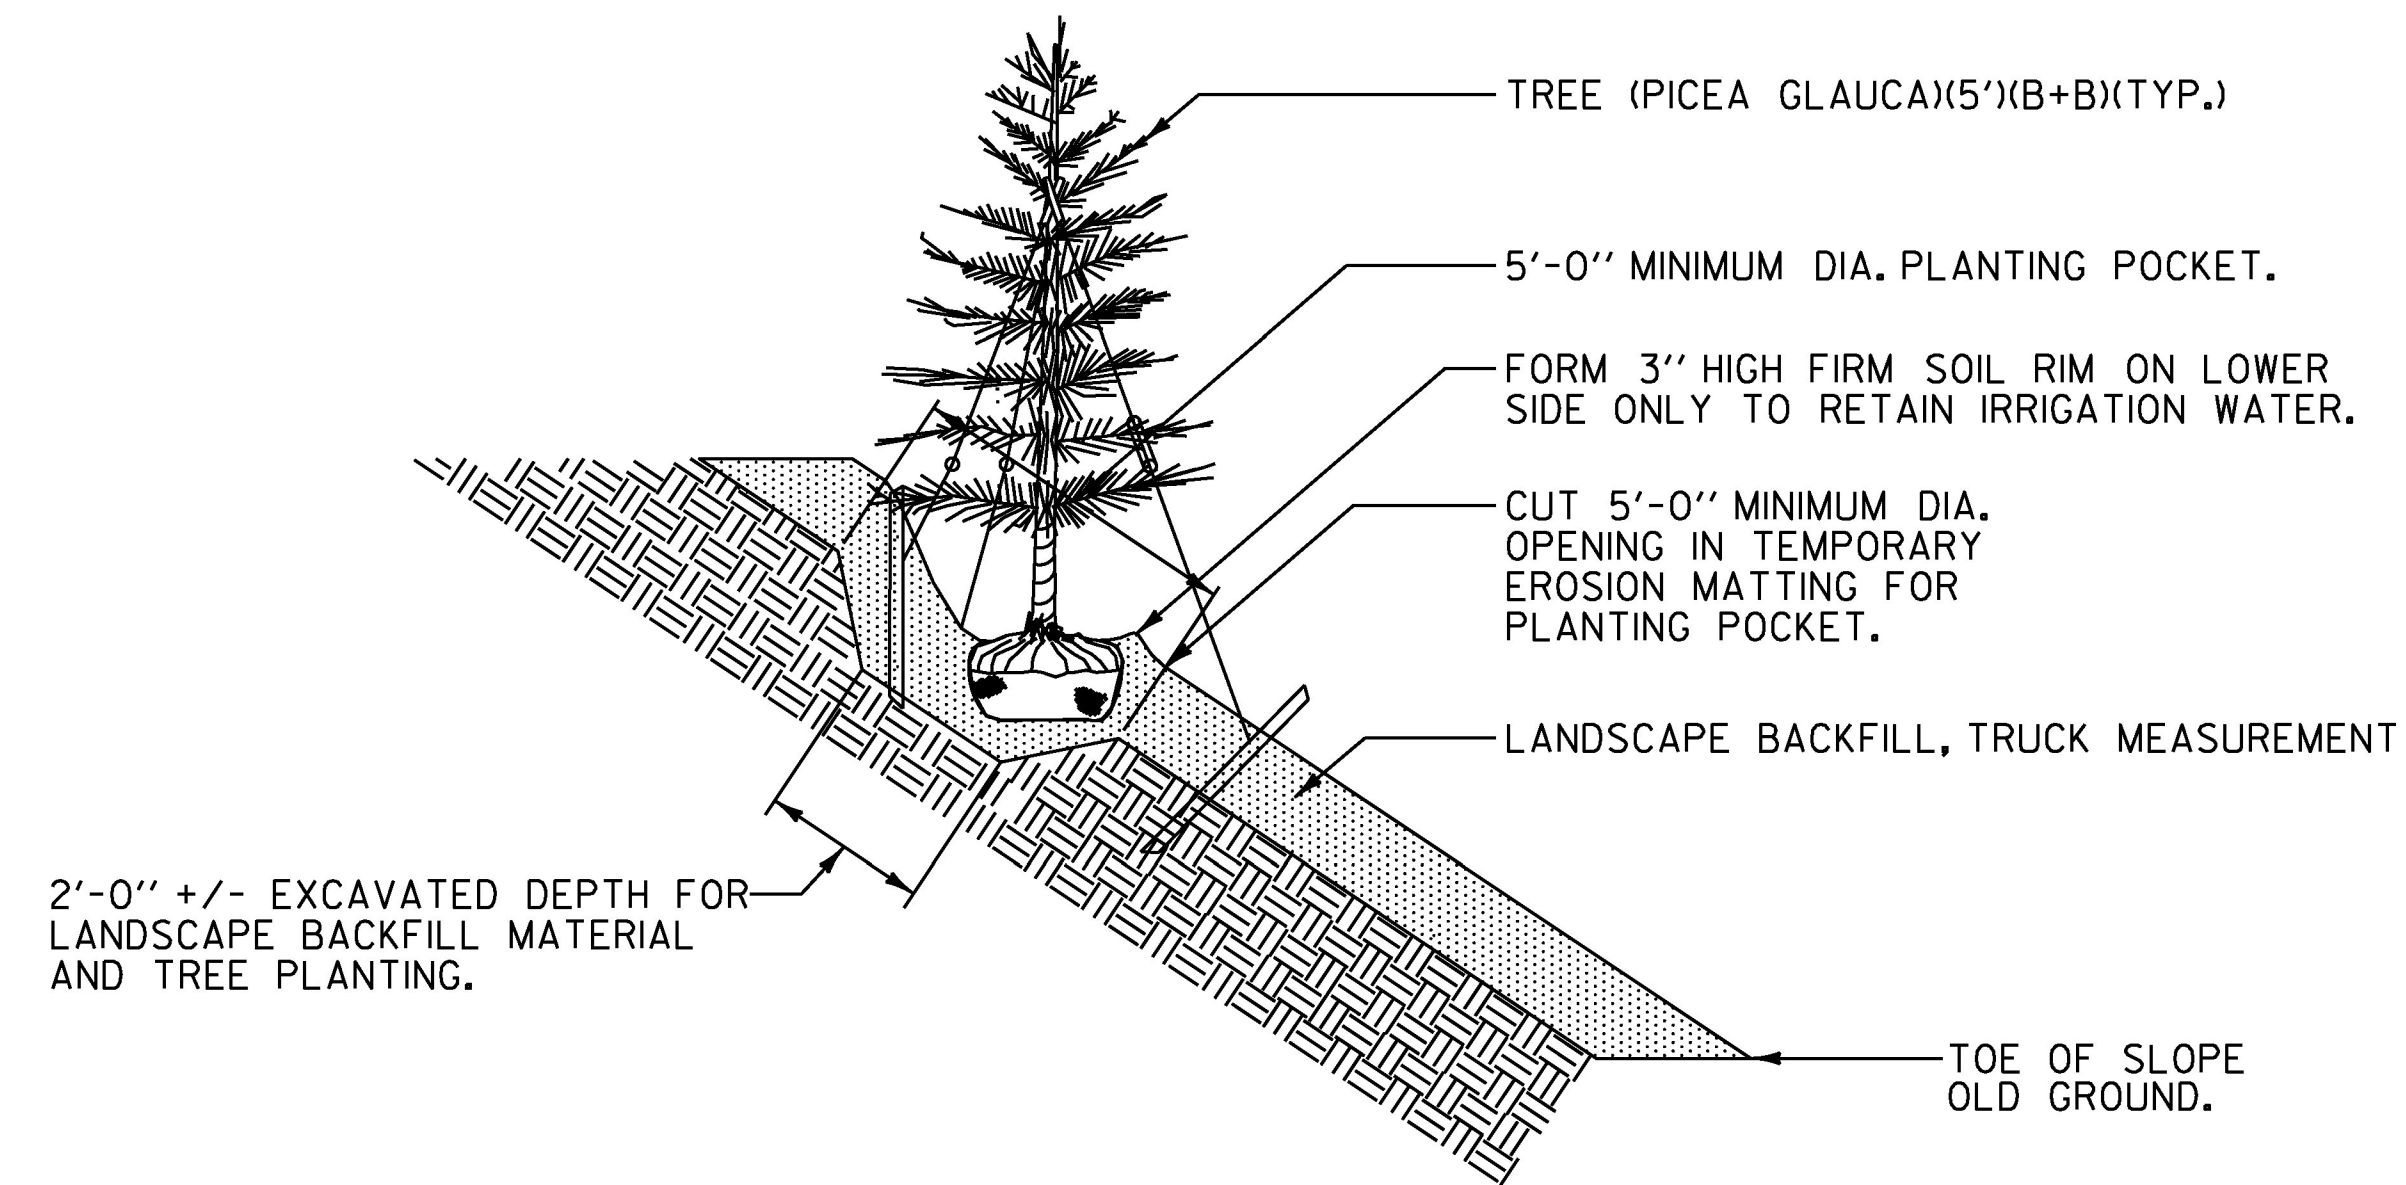 TREE (PICEA GLAUCA)(5')(B+B)(TYP.)
5'-0" MINIMUM DIA. PLANTING POCKET.
FORM 3" HIGH FIRM SOIL RIM ON LOWER
SIDE ONLY TO RETAIN IRRIGATION WATER.
CUT 5'-0" MINIMUM DIA.
OPENING IN TEMPORARY
EROSION MATTING FOR
PLANTING POCKET.
LANDSCAPE BACKFILL, TRUCK MEASUREMENT
2'-0" +/- EXCAVATED DEPTH FOR
LANDSCAPE BACKFILL MATERIAL
AND TREE PLANTING.
TOE OF SLOPE
OLD GROUND.